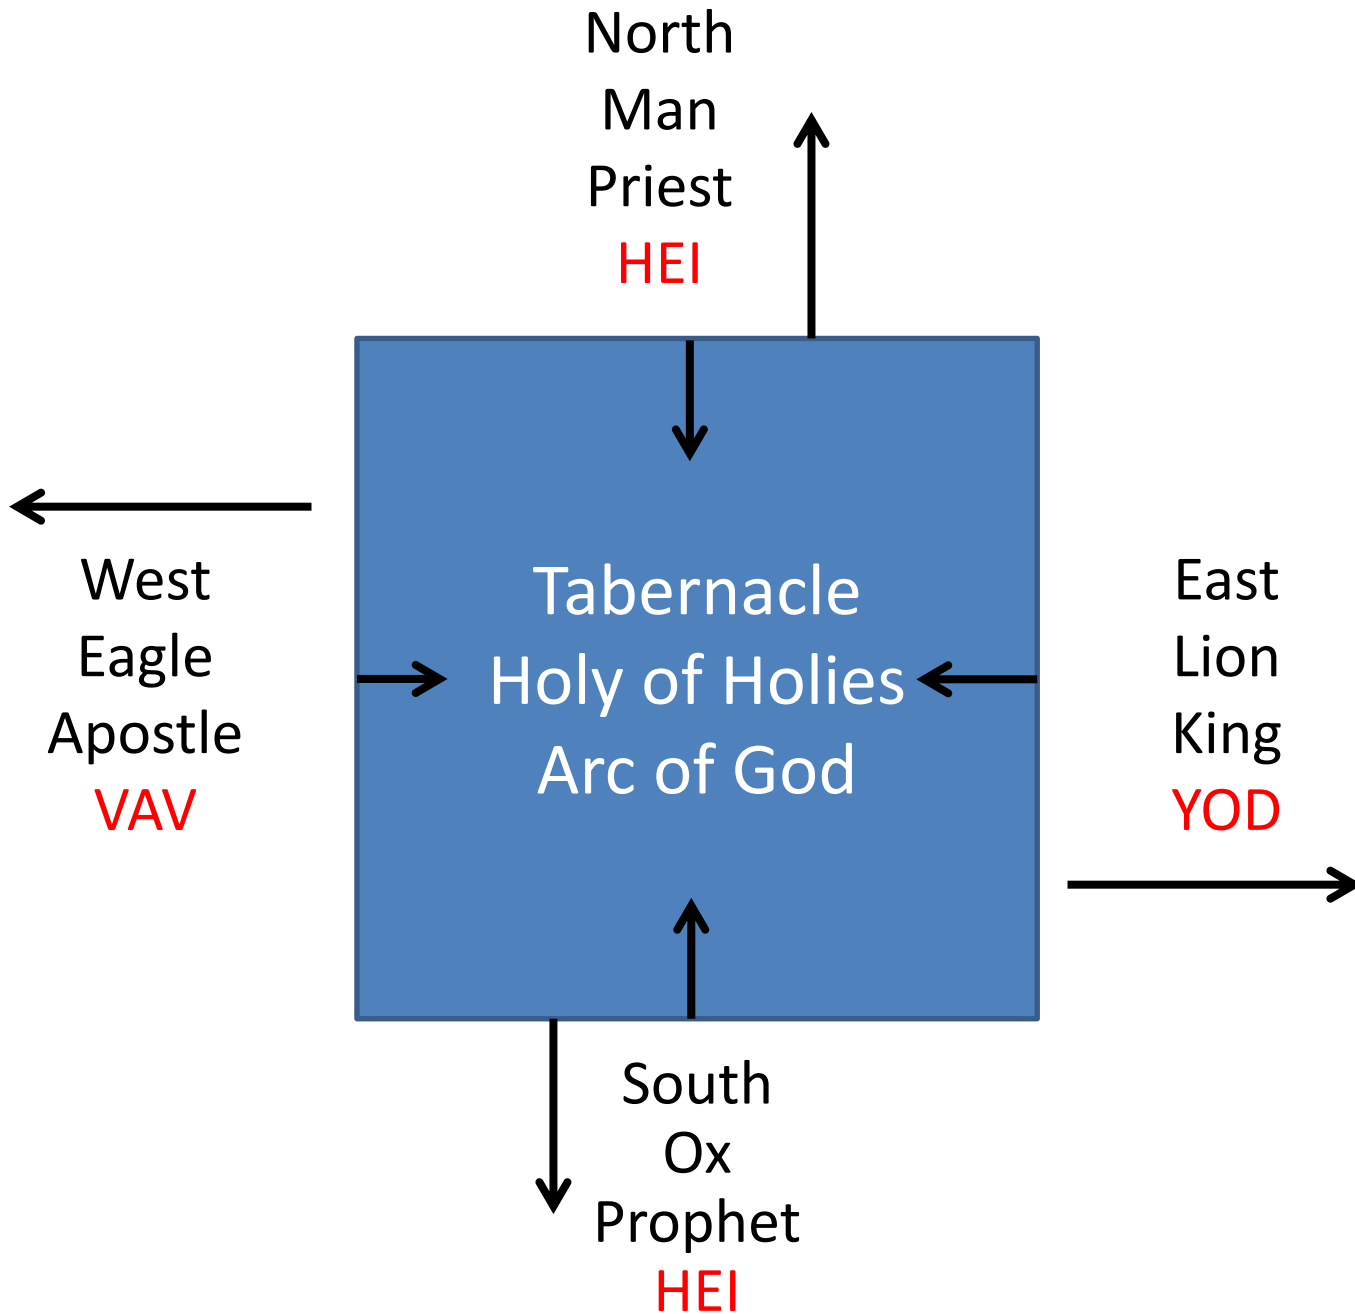 North
Man
Priest
HEI
West
Eagle
Apostle
VAV
Tabernacle
Holy of Holies
Arc of God
East
Lion
King
YOD
South
Ox
Prophet
HEI